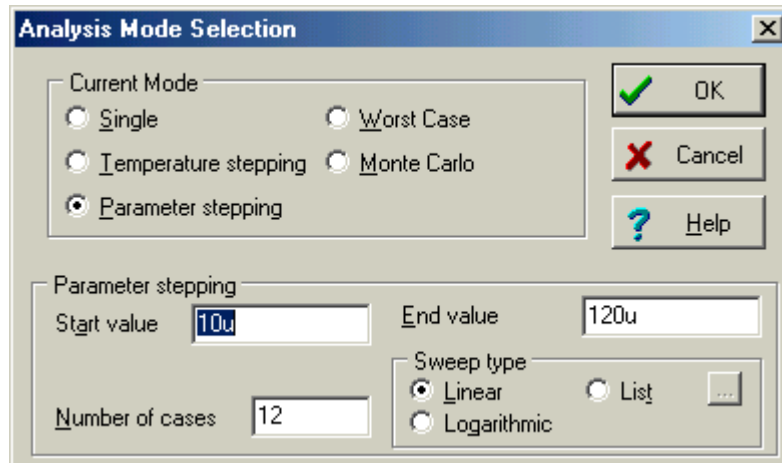 Analysis Mode Selection
Current Mode
Single
Worst Case
Temperature stepping
Monte Carlo
Parameter stepping
OK
Cancel
? Help
Parameter stepping
Start value 10u
End value 120u
Number of cases 12
Sweep type
Linear
List
...
Logarithmic